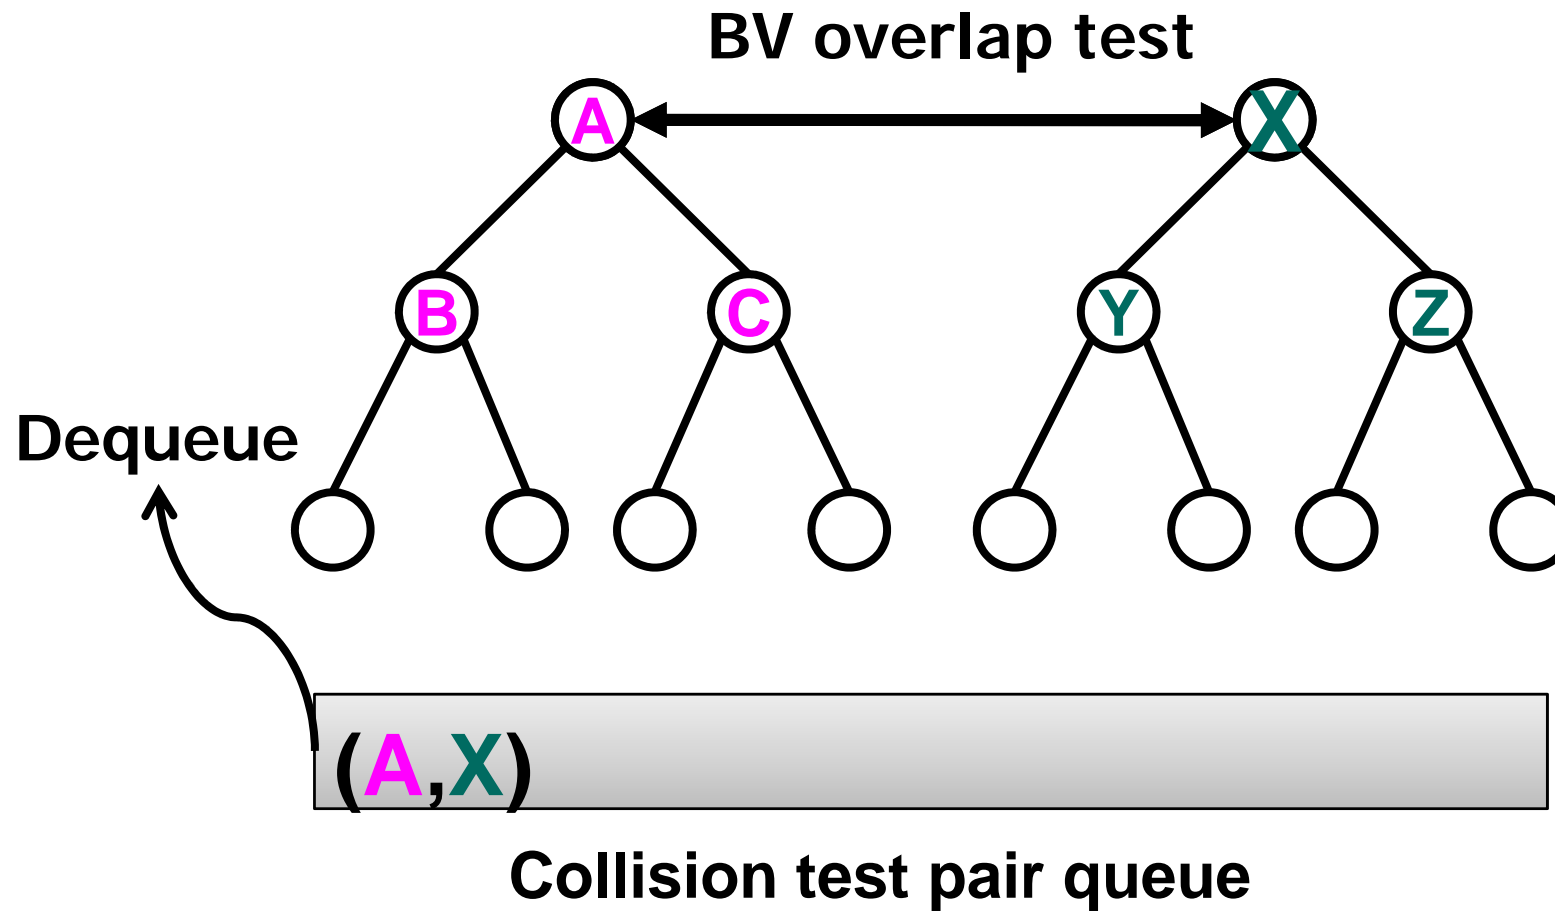 BV overlap test
A X
B C Y Z
Dequeue
(A,X)
Collision test pair queue